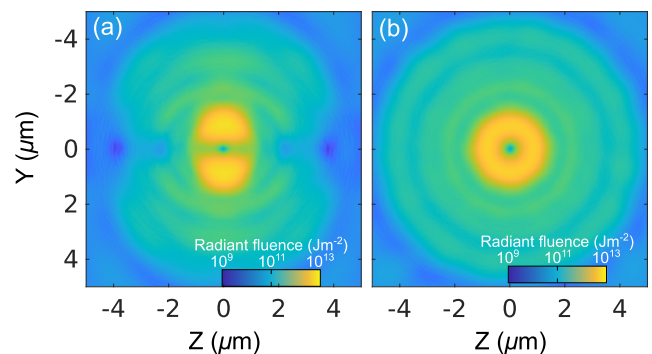 (a)
(b)
-4
-2
0
2
4
Y (μm)
Radiant fluence (Jm⁻²)
10⁹ 10¹¹ 10¹³
Radiant fluence (Jm⁻²)
10⁹ 10¹¹ 10¹³
-4 -2 0 2 4
-4 -2 0 2 4
Z (μm)
Z (μm)